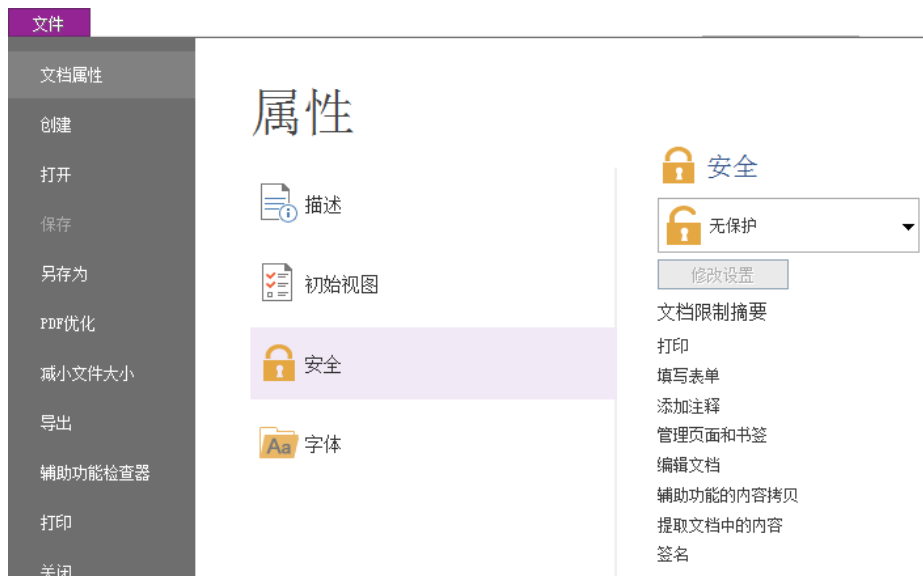 文件
文档属性
创建
打开
保存
另存为
PDF优化
减小文件大小
导出
辅助功能检查器
打印
关闭
属性
描述
初始视图
安全
Aa 字体
安全
无保护
修改设置
文档限制摘要
打印
填写表单
添加注释
管理页面和书签
编辑文档
辅助功能的内容拷贝
提取文档中的内容
签名